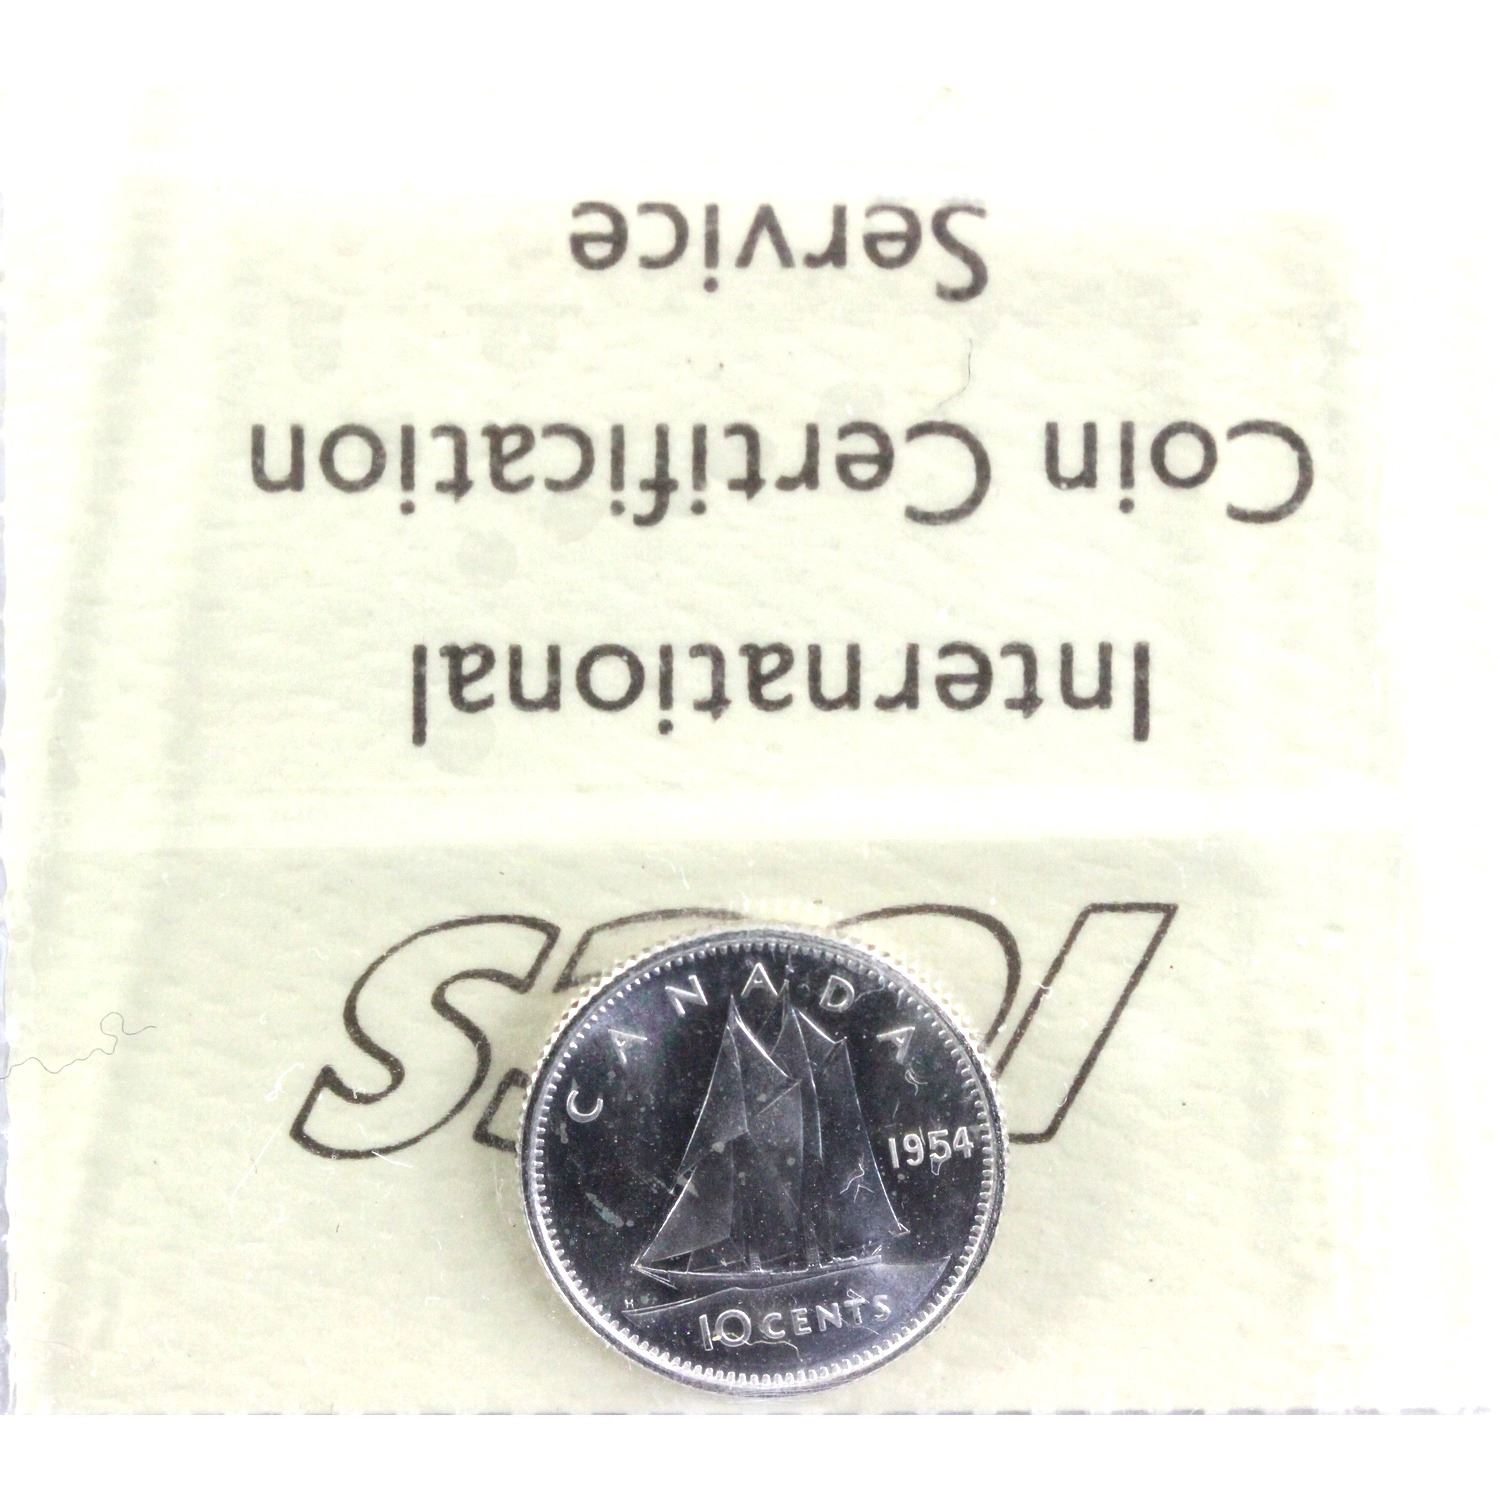 ICCS
International
Coin Certification
Service
CANADA
1954
H
10 CENTS